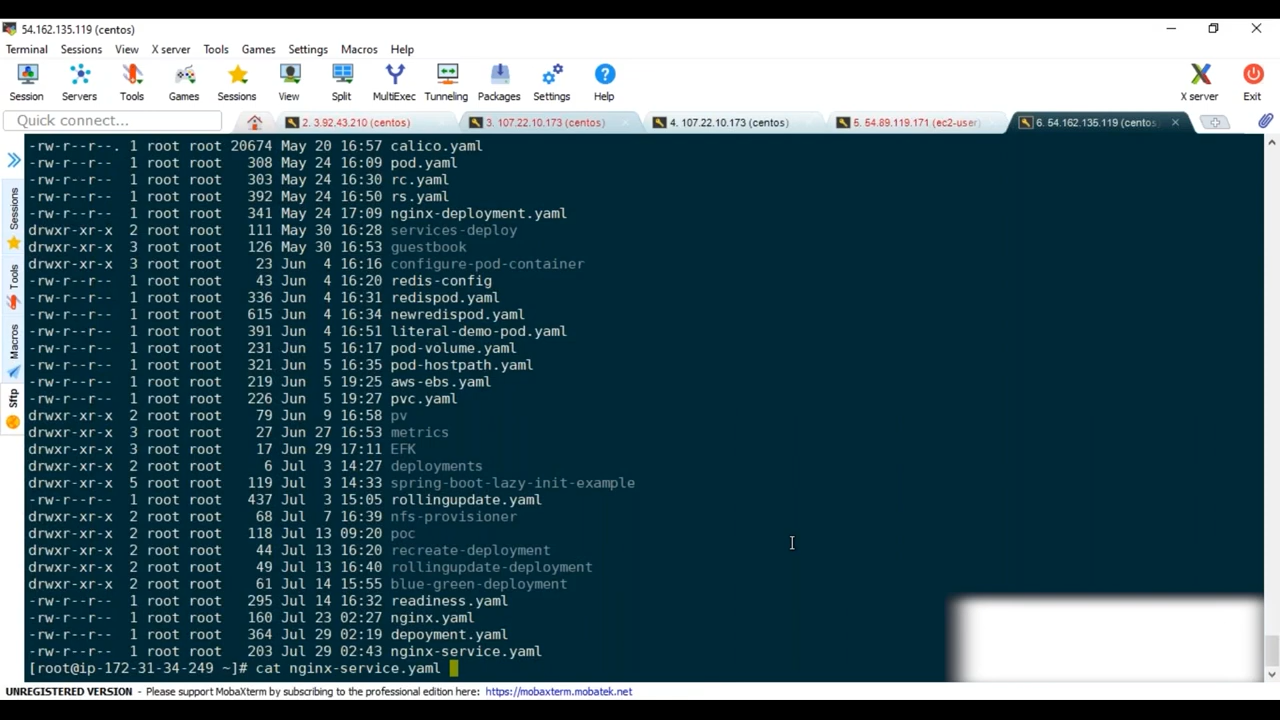 54.162.135.119 (centos)
Terminal Sessions View X server Tools Games Settings Macros Help
Session Servers Tools Games Sessions View Split MultiExec Tunneling Packages Settings Help X server Exit
Quick connect... 2. 3.92.43.210 (centos) 3. 107.22.10.173 (centos) 4. 107.22.10.173 (centos) 5. 54.89.119.171 (ec2-user) 6. 54.162.135.119 (centos)
Sessions
Tools
Macros
Sftp
-rw-r--r--. 1 root root 20674 May 20 16:57 calico.yaml
-rw-r--r-- 1 root root 308 May 24 16:09 pod.yaml
-rw-r--r-- 1 root root 303 May 24 16:30 rc.yaml
-rw-r--r-- 1 root root 392 May 24 16:50 rs.yaml
-rw-r--r-- 1 root root 341 May 24 17:09 nginx-deployment.yaml
drwxr-xr-x 2 root root 111 May 30 16:28 services-deploy
drwxr-xr-x 3 root root 126 May 30 16:53 guestbook
drwxr-xr-x 3 root root 23 Jun 4 16:16 configure-pod-container
-rw-r--r-- 1 root root 43 Jun 4 16:20 redis-config
-rw-r--r-- 1 root root 336 Jun 4 16:31 redispod.yaml
-rw-r--r-- 1 root root 615 Jun 4 16:34 newredispod.yaml
-rw-r--r-- 1 root root 391 Jun 4 16:51 literal-demo-pod.yaml
-rw-r--r-- 1 root root 231 Jun 5 16:17 pod-volume.yaml
-rw-r--r-- 1 root root 321 Jun 5 16:35 pod-hostpath.yaml
-rw-r--r-- 1 root root 219 Jun 5 19:25 aws-ebs.yaml
-rw-r--r-- 1 root root 226 Jun 5 19:27 pvc.yaml
drwxr-xr-x 2 root root 79 Jun 9 16:58 pv
drwxr-xr-x 3 root root 27 Jun 27 16:53 metrics
drwxr-xr-x 3 root root 17 Jun 29 17:11 EFK
drwxr-xr-x 2 root root 6 Jul 3 14:27 deployments
drwxr-xr-x 5 root root 119 Jul 3 14:33 spring-boot-lazy-init-example
-rw-r--r-- 1 root root 437 Jul 3 15:05 rollingupdate.yaml
drwxr-xr-x 2 root root 68 Jul 7 16:39 nfs-provisioner
drwxr-xr-x 2 root root 118 Jul 13 09:20 poc
drwxr-xr-x 2 root root 44 Jul 13 16:20 recreate-deployment
drwxr-xr-x 2 root root 49 Jul 13 16:40 rollingupdate-deployment
drwxr-xr-x 2 root root 61 Jul 14 15:55 blue-green-deployment
-rw-r--r-- 1 root root 295 Jul 14 16:32 readiness.yaml
-rw-r--r-- 1 root root 160 Jul 23 02:27 nginx.yaml
-rw-r--r-- 1 root root 364 Jul 29 02:19 depoyment.yaml
-rw-r--r-- 1 root root 203 Jul 29 02:43 nginx-service.yaml
[root@ip-172-31-34-249 ~]# cat nginx-service.yaml
UNREGISTERED VERSION - Please support MobaXterm by subscribing to the professional edition here: https://mobaxterm.mobatek.net